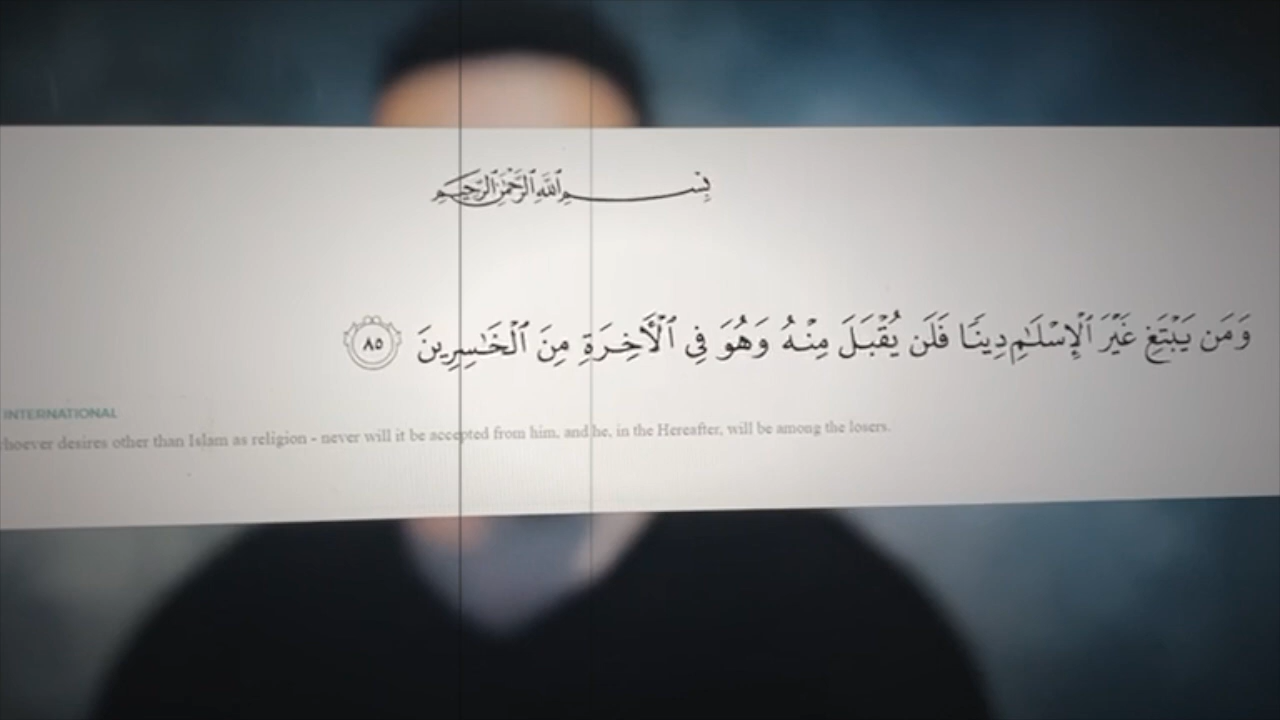 بِسْمِ ٱللَّهِ ٱلرَّحْمَٰنِ ٱلرَّحِيمِ
وَمَن يَبْتَغِ غَيْرَ ٱلْإِسْلَٰمِ دِينًا فَلَن يُقْبَلَ مِنْهُ وَهُوَ فِى ٱلْأَخِرَةِ مِنَ ٱلْخَٰسِرِينَ ٨٥
INTERNATIONAL
hoever desires other than Islam as religion - never will it be accepted from him, and he, in the Hereafter, will be among the losers.